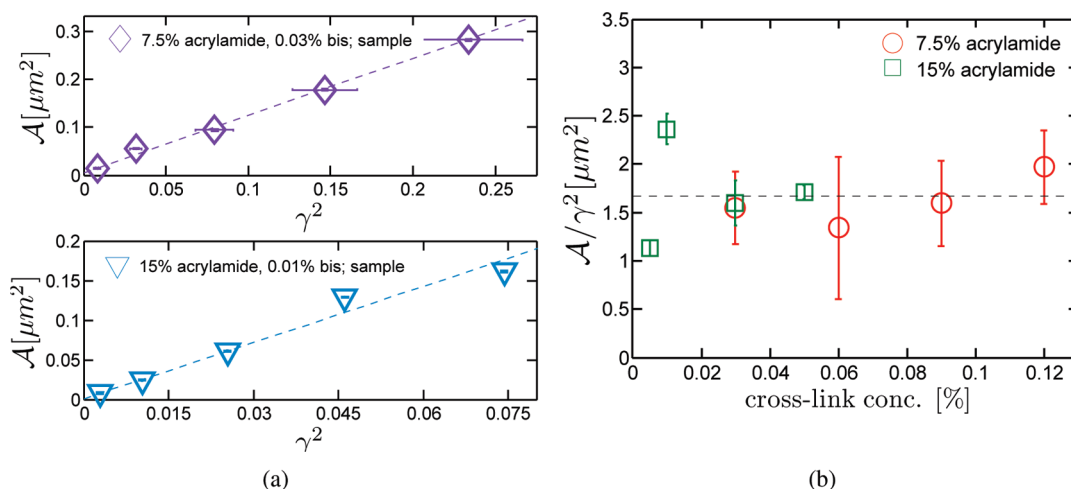 0.3
0.2
0.1
0
𝒜[μm²]
7.5% acrylamide, 0.03% bis; sample
0 0.05 0.1 0.15 0.2 0.25
γ²
0.2
0.15
0.1
0.05
0
𝒜[μm²]
15% acrylamide, 0.01% bis; sample
0 0.015 0.03 0.045 0.06 0.075
γ²
(a)
3.5
3
2.5
2
1.5
1
0.5
0
𝒜/γ²[μm²]
7.5% acrylamide
15% acrylamide
0 0.02 0.04 0.06 0.08 0.1 0.12
cross-link conc. [%]
(b)